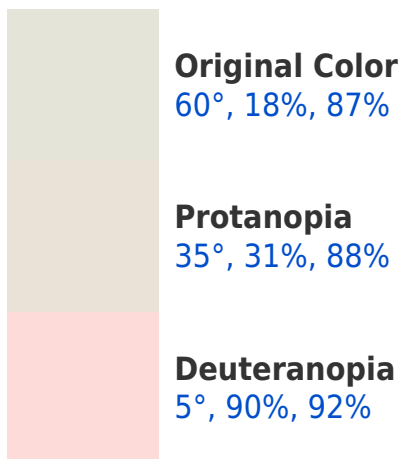 Original Color
60°, 18%, 87%
Protanopia
35°, 31%, 88%
Deuteranopia
5°, 90%, 92%